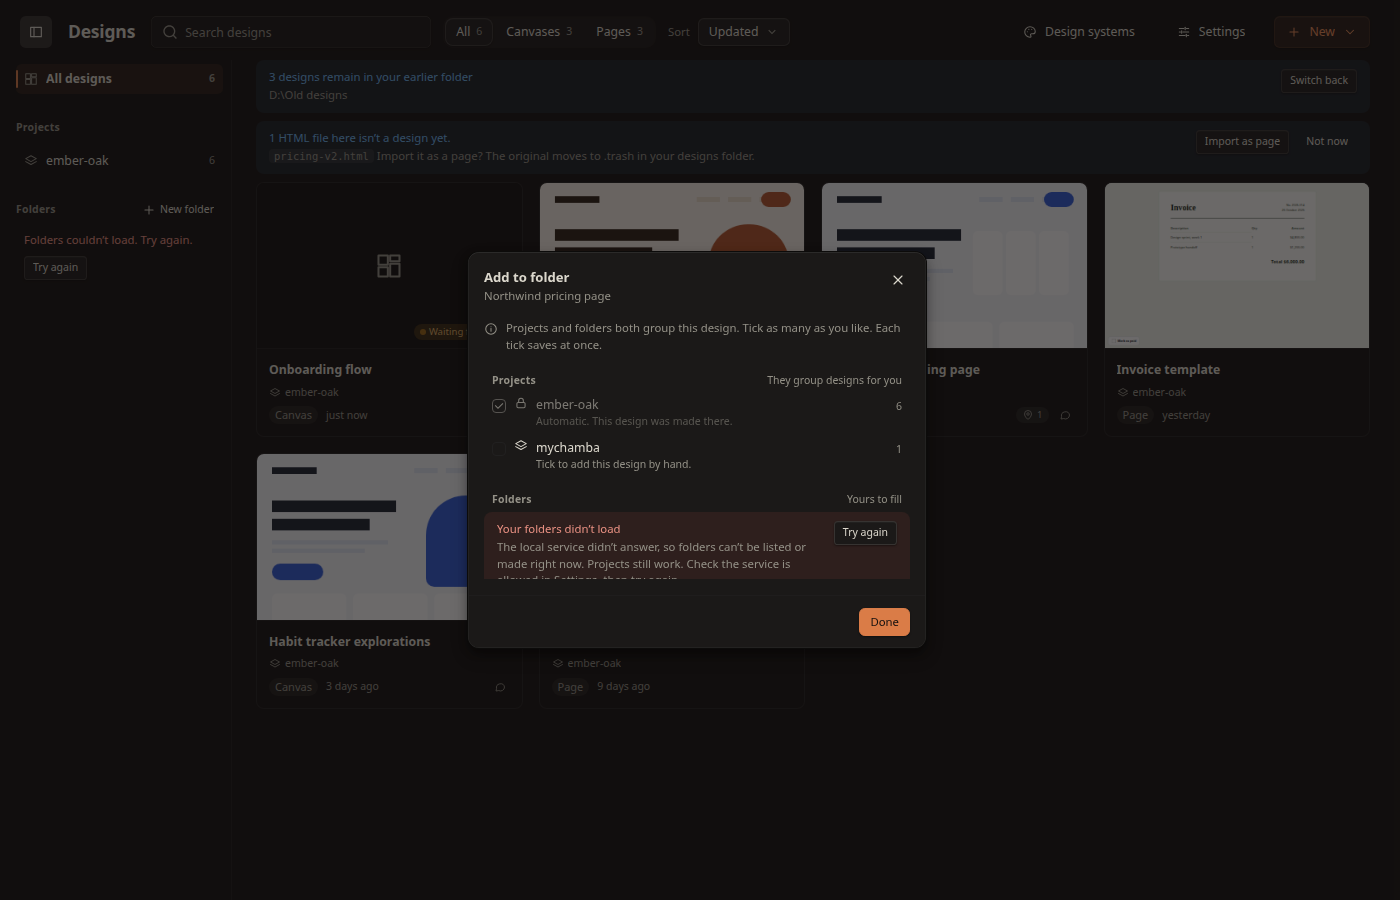 Designs
Search designs
All 6
Canvases 3
Pages 3
Sort
Updated
Design systems
Settings
New
All designs 6
Projects
ember-oak 6
Folders
New folder
Folders couldn’t load. Try again.
Try again
3 designs remain in your earlier folder
D:\Old designs
Switch back
1 HTML file here isn’t a design yet.
pricing-v2.html Import it as a page? The original moves to .trash in your designs folder.
Import as page
Not now
Waiting
Onboarding flow
ember-oak
Canvas just now
ing page
1
Invoice
Invoice template
ember-oak
Page yesterday
Add to folder
Northwind pricing page
Projects and folders both group this design. Tick as many as you like. Each
tick saves at once.
Projects
They group designs for you
ember-oak 6
Automatic. This design was made there.
mychamba 1
Tick to add this design by hand.
Folders
Yours to fill
Your folders didn’t load
The local service didn’t answer, so folders can’t be listed or
made right now. Projects still work. Check the service is
allowed in Settings, then try again.
Try again
Done
Habit tracker explorations
ember-oak
Canvas 3 days ago
ember-oak
Page 9 days ago